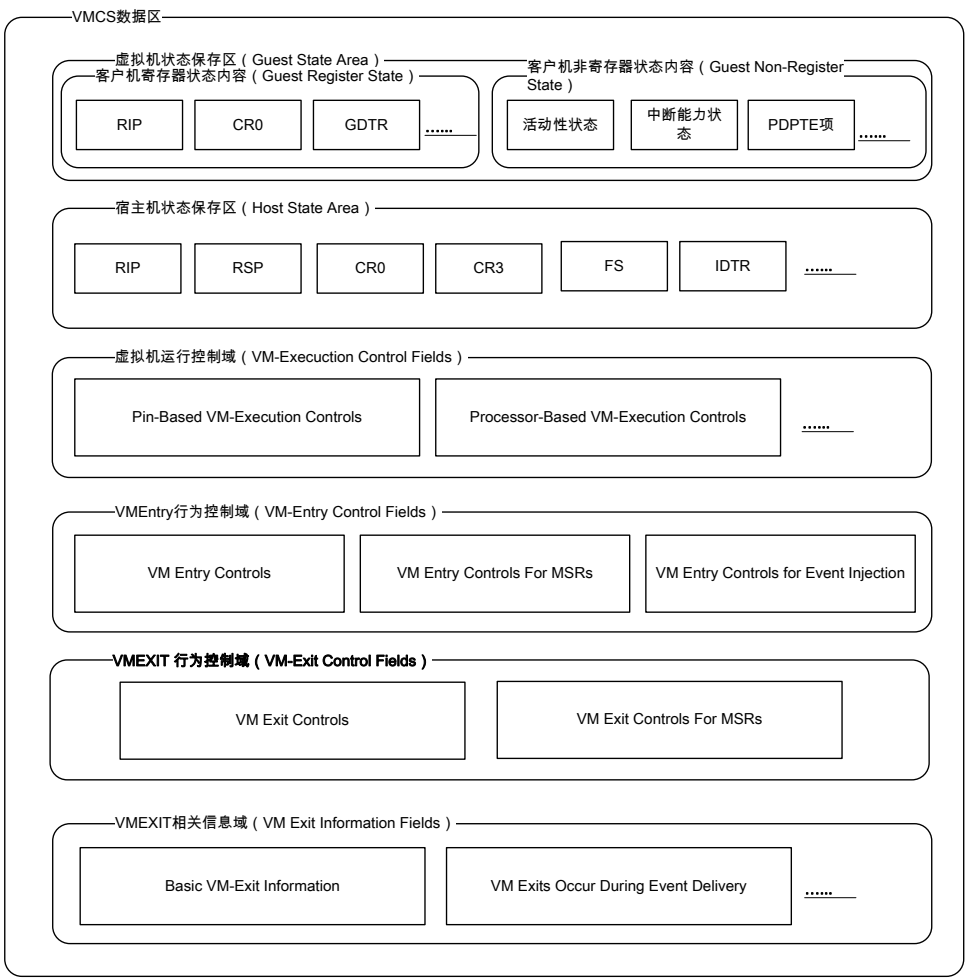 VMCS数据区
虚拟机状态保存区（Guest State Area）
客户机寄存器状态内容（Guest Register State）
RIP
CR0
GDTR
......
客户机非寄存器状态内容（Guest Non-Register
State）
活动性状态
中断能力状
态
PDPTE项
......
宿主机状态保存区（Host State Area）
RIP
RSP
CR0
CR3
FS
IDTR
......
虚拟机运行控制域（VM-Execuction Control Fields）
Pin-Based VM-Execution Controls
Processor-Based VM-Execution Controls
......
VMEntry行为控制域（VM-Entry Control Fields）
VM Entry Controls
VM Entry Controls For MSRs
VM Entry Controls for Event Injection
VMEXIT 行为控制域（VM-Exit Control Fields）
VM Exit Controls
VM Exit Controls For MSRs
VMEXIT相关信息域（VM Exit Information Fields）
Basic VM-Exit Information
VM Exits Occur During Event Delivery
......